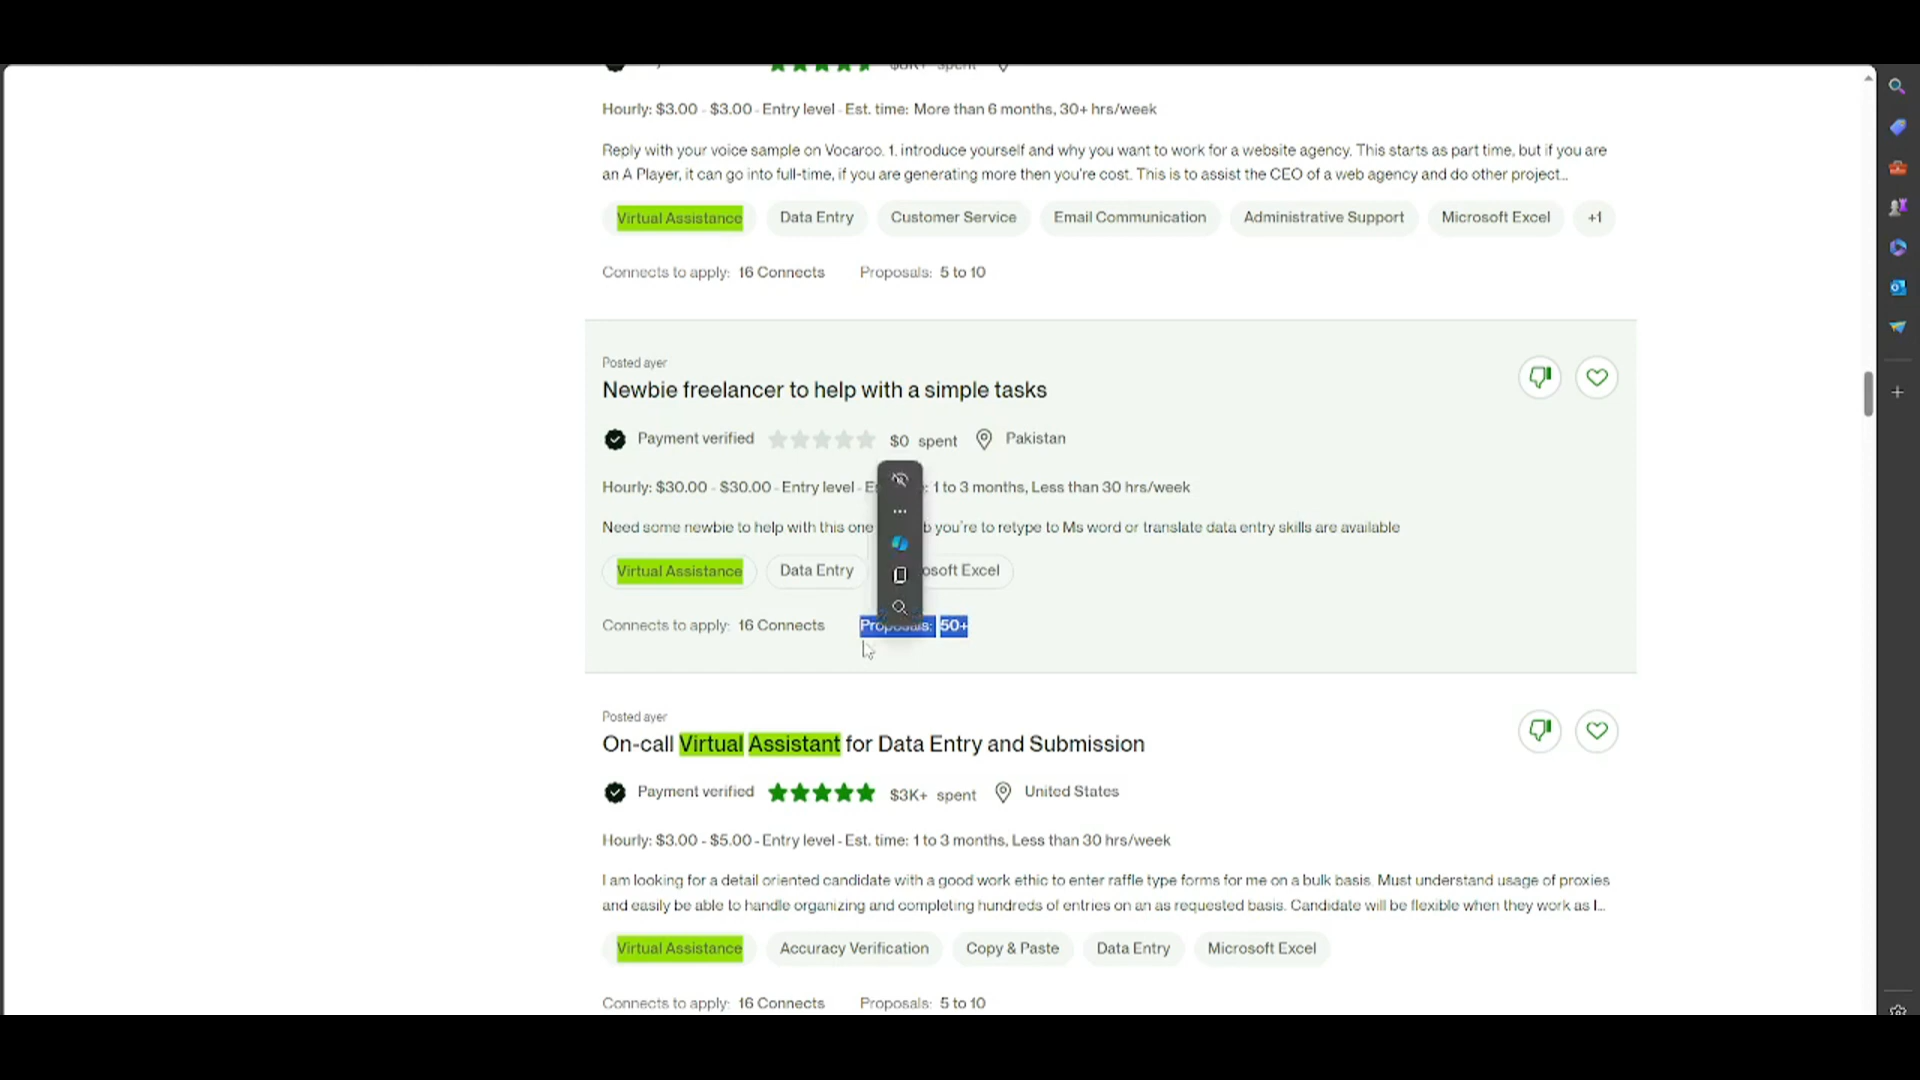 spent
Hourly: $3.00 - $3.00 - Entry level - Est. time: More than 6 months, 30+ hrs/week
Reply with your voice sample on Vocaroo. 1. introduce yourself and why you want to work for a website agency. This starts as part time, but if you are
an A Player, it can go into full-time, if you are generating more then you're cost. This is to assist the CEO of a web agency and do other project...
Virtual Assistance Data Entry Customer Service Email Communication Administrative Support Microsoft Excel +1
Connects to apply: 16 Connects Proposals: 5 to 10
Posted ayer
Newbie freelancer to help with a simple tasks
Payment verified $0 spent Pakistan
Hourly: $30.00 - $30.00 - Entry level - E : 1 to 3 months, Less than 30 hrs/week
Need some newbie to help with this one b you're to retype to Ms word or translate data entry skills are available
Virtual Assistance Data Entry osoft Excel
Connects to apply: 16 Connects Proposals: 50+
Posted ayer
On-call Virtual Assistant for Data Entry and Submission
Payment verified $3K+ spent United States
Hourly: $3.00 - $5.00 - Entry level - Est. time: 1 to 3 months, Less than 30 hrs/week
I am looking for a detail oriented candidate with a good work ethic to enter raffle type forms for me on a bulk basis. Must understand usage of proxies
and easily be able to handle organizing and completing hundreds of entries on an as requested basis. Candidate will be flexible when they work as I...
Virtual Assistance Accuracy Verification Copy & Paste Data Entry Microsoft Excel
Connects to apply: 16 Connects Proposals: 5 to 10